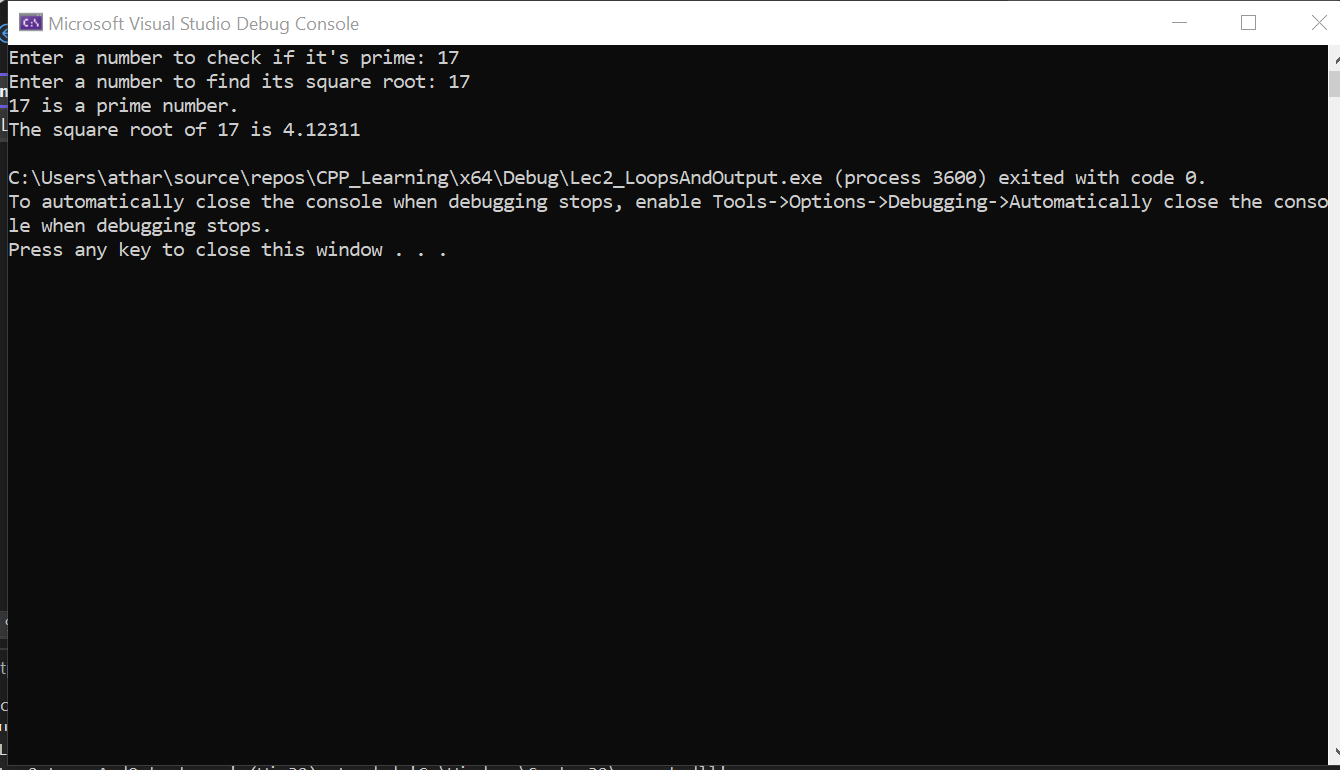 Microsoft Visual Studio Debug Console
Enter a number to check if it's prime: 17
Enter a number to find its square root: 17
17 is a prime number.
The square root of 17 is 4.12311
C:\Users\athar\source\repos\CPP_Learning\x64\Debug\Lec2_LoopsAndOutput.exe (process 3600) exited with code 0.
To automatically close the console when debugging stops, enable Tools->Options->Debugging->Automatically close the conso
le when debugging stops.
Press any key to close this window . . .